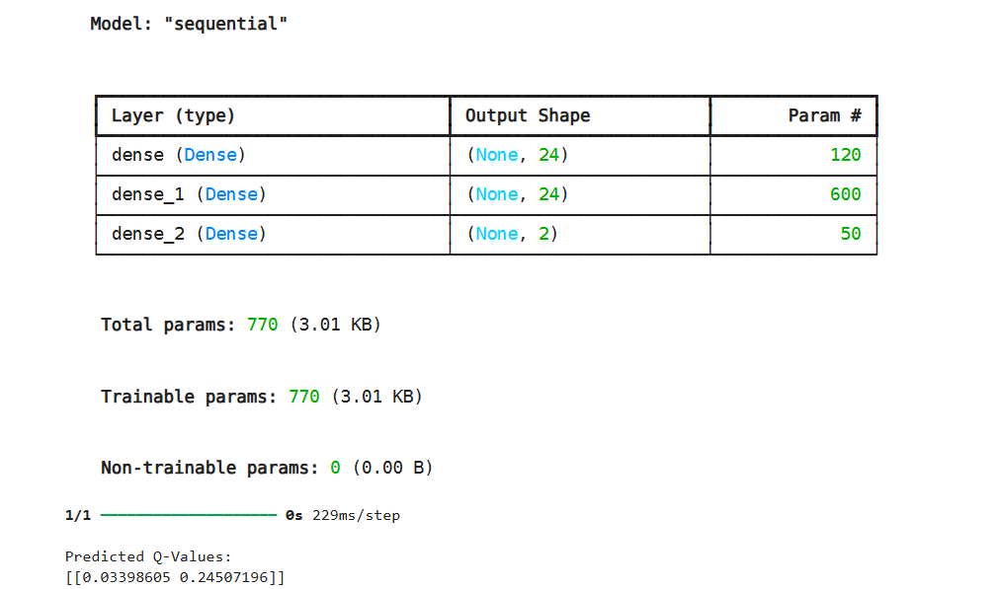 Model: "sequential"
Layer (type) Output Shape Param #
dense (Dense) (None, 24) 120
dense_1 (Dense) (None, 24) 600
dense_2 (Dense) (None, 2) 50
Total params: 770 (3.01 KB)
Trainable params: 770 (3.01 KB)
Non-trainable params: 0 (0.00 B)
1/1 0s 229ms/step
Predicted Q-Values:
[[0.03398605 0.24507196]]